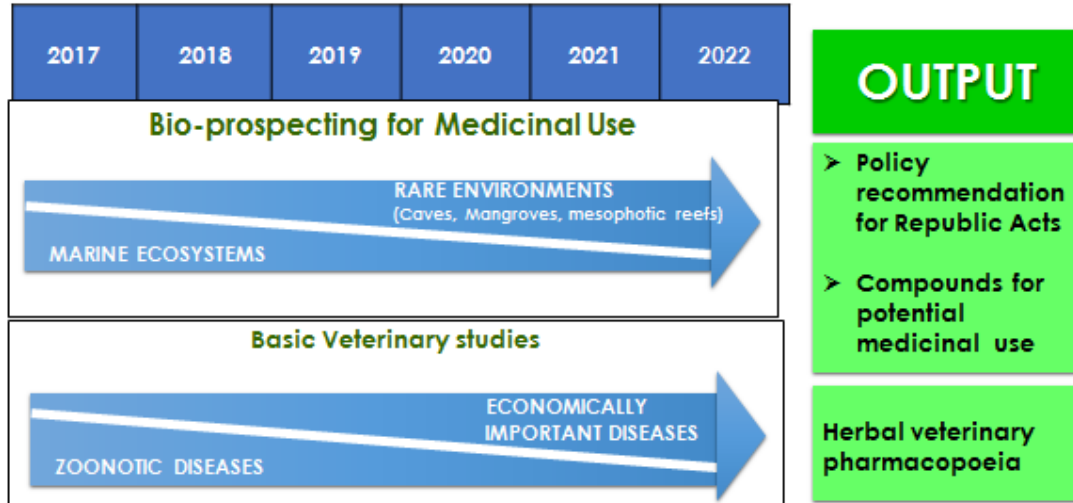 2017 2018 2019 2020 2021 2022
OUTPUT
Bio-prospecting for Medicinal Use
RARE ENVIRONMENTS
(Caves, Mangroves, mesophotic reefs)
MARINE ECOSYSTEMS
➤ Policy
recommendation
for Republic Acts
➤ Compounds for
potential
medicinal use
Basic Veterinary studies
ECONOMICALLY
IMPORTANT DISEASES
ZOONOTIC DISEASES
Herbal veterinary
pharmacopoeia